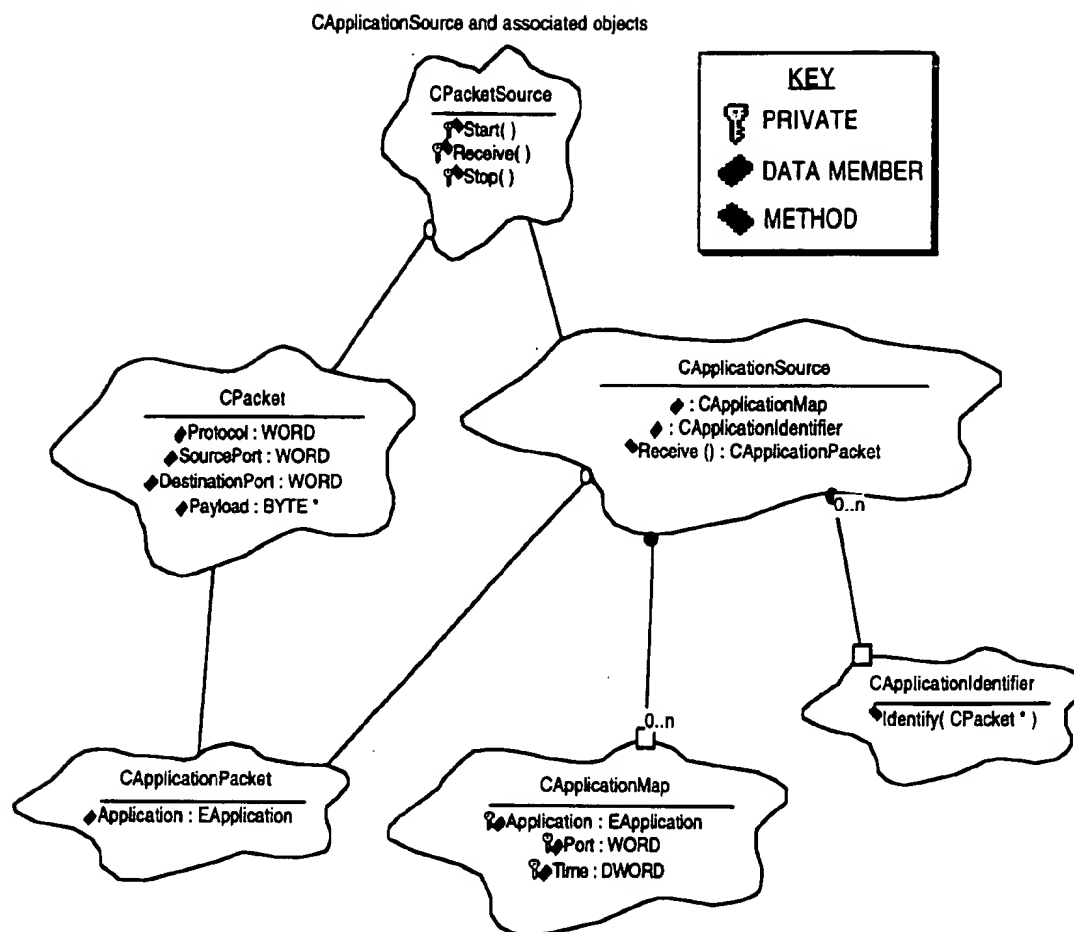 CApplicationSource and associated objects
CPacketSource
Start( )
Receive( )
Stop( )
KEY
PRIVATE
DATA MEMBER
METHOD
CPacket
Protocol : WORD
SourcePort : WORD
DestinationPort : WORD
Payload : BYTE *
CApplicationSource
: CApplicationMap
: CApplicationIdentifier
Receive () : CApplicationPacket
0..n
CApplicationIdentifier
Identify( CPacket * )
0..n
CApplicationPacket
Application : EApplication
CApplicationMap
Application : EApplication
Port : WORD
Time : DWORD